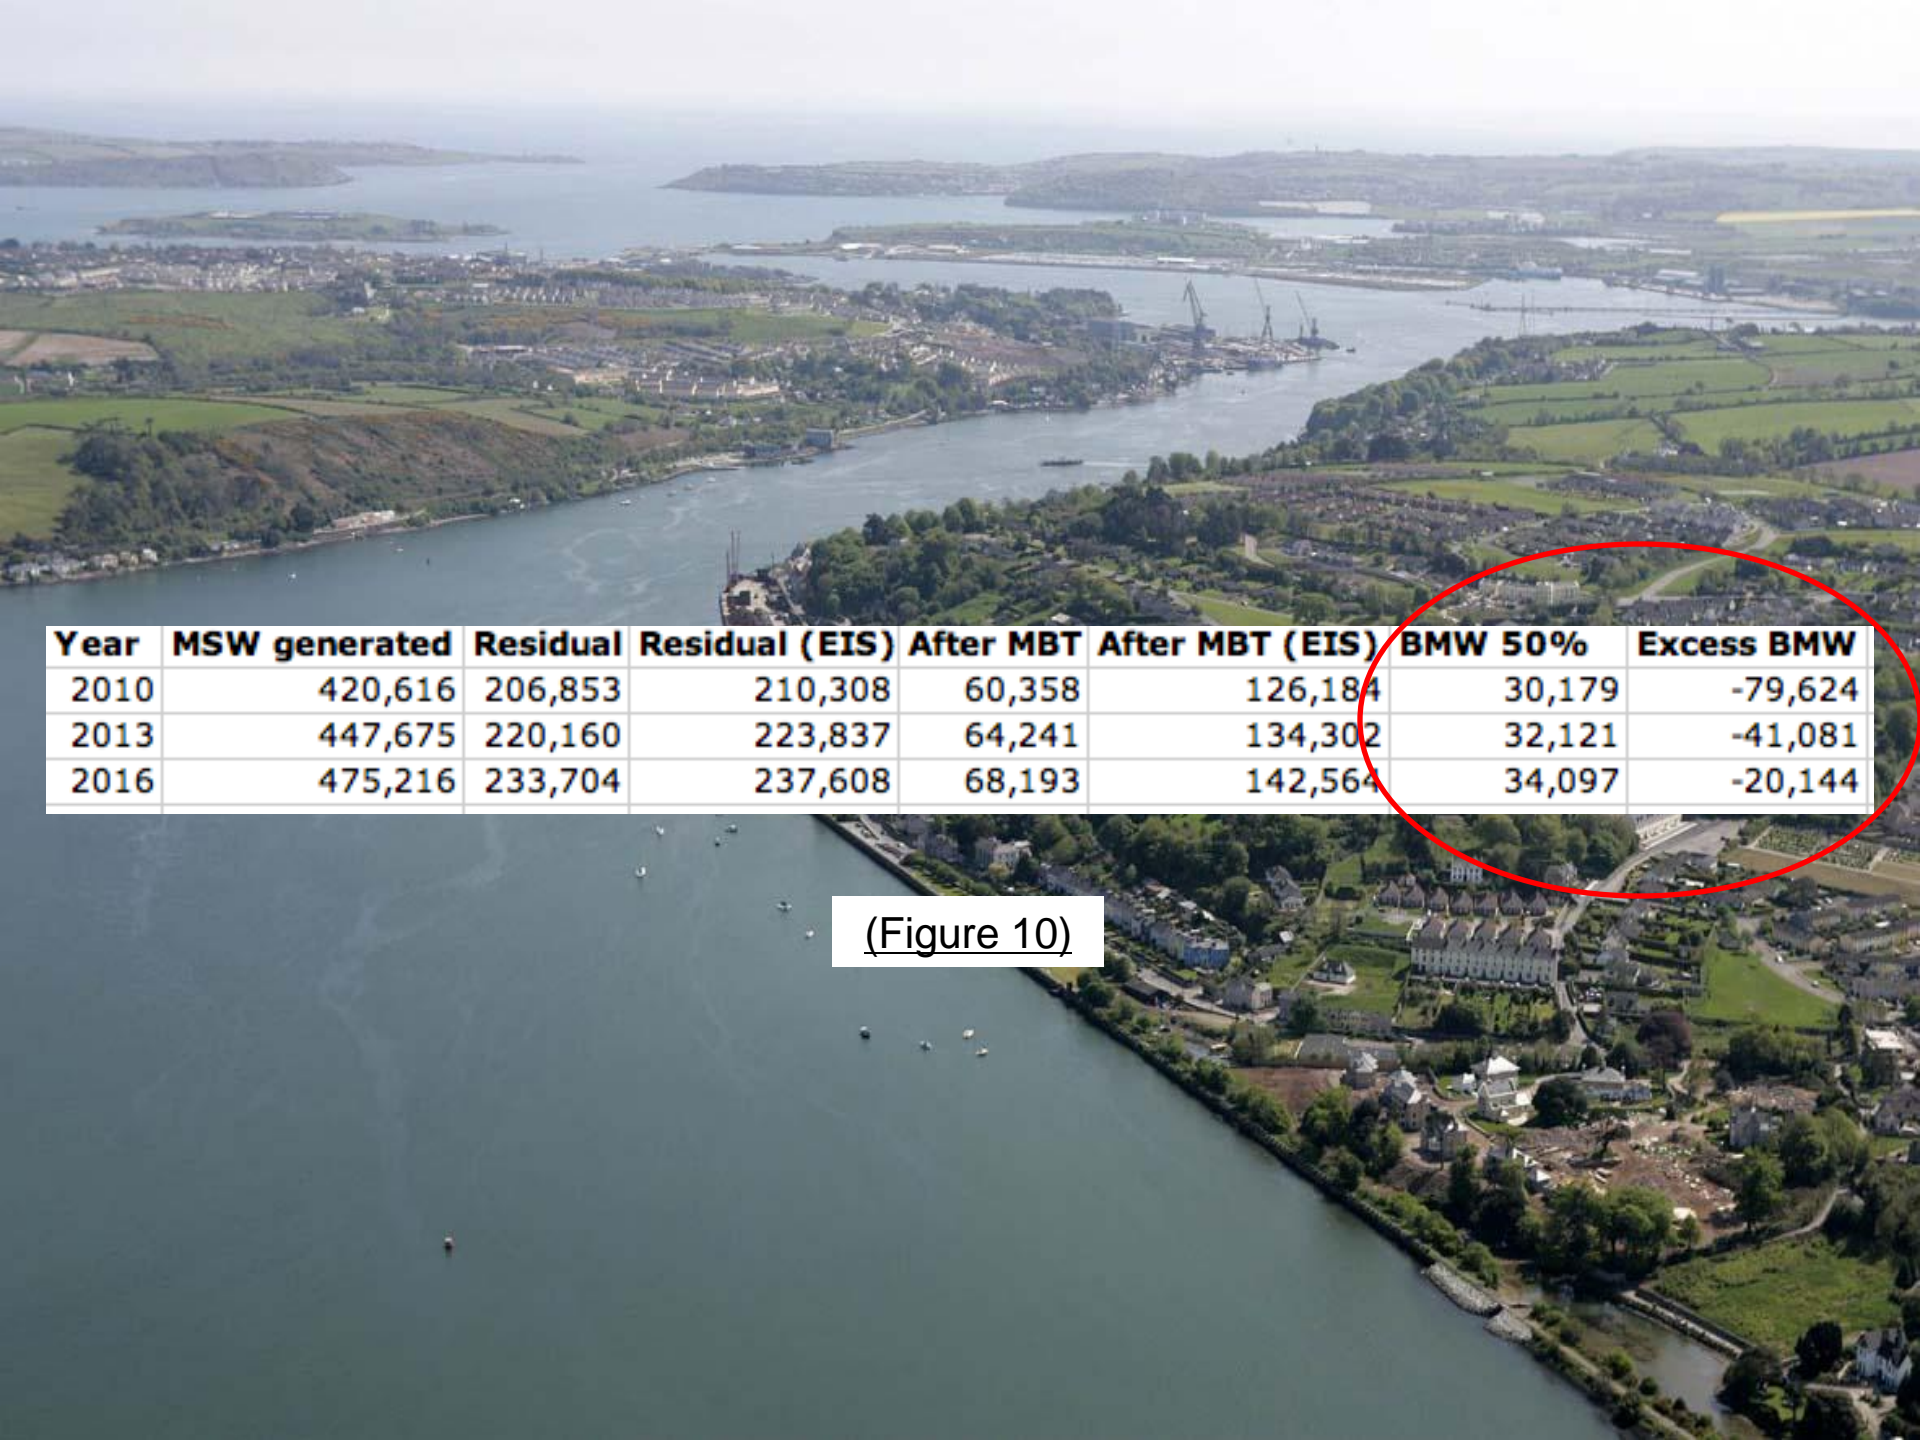 Year MSW generated Residual Residual (EIS) After MBT After MBT (EIS) BMW 50% Excess BMW
2010 420,616 206,853 210,308 60,358 126,184 30,179 -79,624
2013 447,675 220,160 223,837 64,241 134,302 32,121 -41,081
2016 475,216 233,704 237,608 68,193 142,564 34,097 -20,144
(Figure 10)